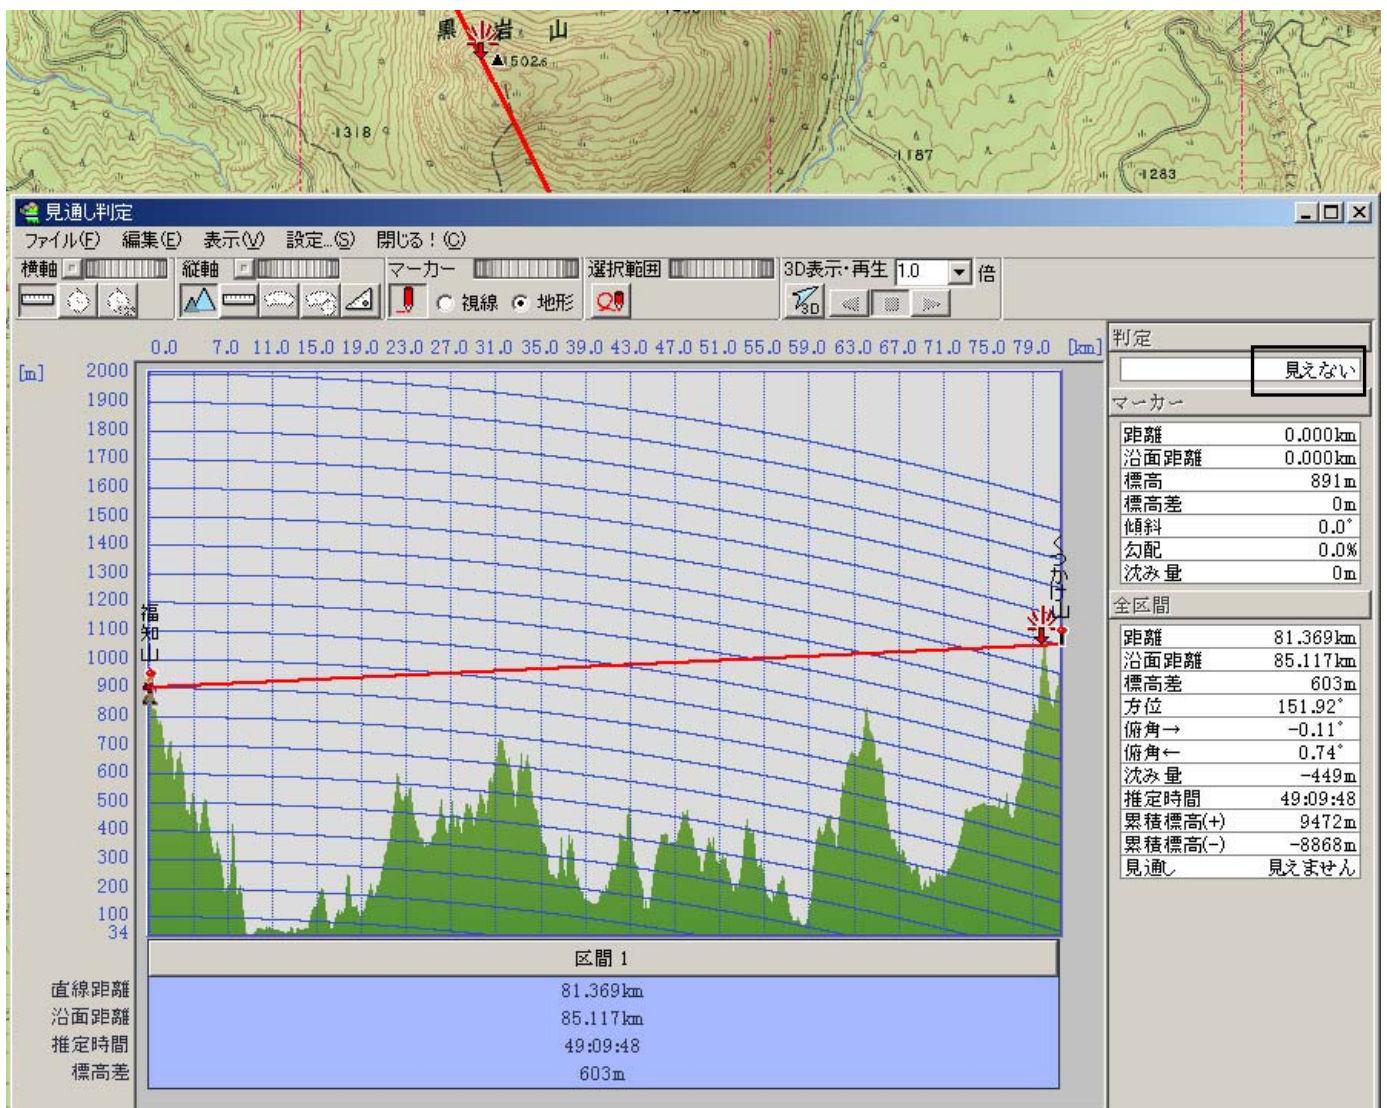 黒岩山
1502.6
1318
1187
1283
見通し判定
ファイル(F) 編集(E) 表示(V) 設定...(S) 閉じる!(C)
横軸 縦軸 マーカー 選択範囲 3D表示・再生 1.0 倍
視線 地形 3D
0.0 7.0 11.0 15.0 19.0 23.0 27.0 31.0 35.0 39.0 43.0 47.0 51.0 55.0 59.0 63.0 67.0 71.0 75.0 79.0 [km]
[m]
2000
1900
1800
1700
1600
1500
1400
1300
1200
1100
1000
900
800
700
600
500
400
300
200
100
34
福知山
区間 1
直線距離 81.369km
沿面距離 85.117km
推定時間 49:09:48
標高差 603m
判定
見えない
マーカー
距離 0.000km
沿面距離 0.000km
標高 891m
標高差 0m
傾斜 0.0°
勾配 0.0%
沈み量 0m
全区間
距離 81.369km
沿面距離 85.117km
標高差 603m
方位 151.92°
俯角→ -0.11°
俯角← 0.74°
沈み量 -449m
推定時間 49:09:48
累積標高(+) 9472m
累積標高(-) -8868m
見通し 見えません